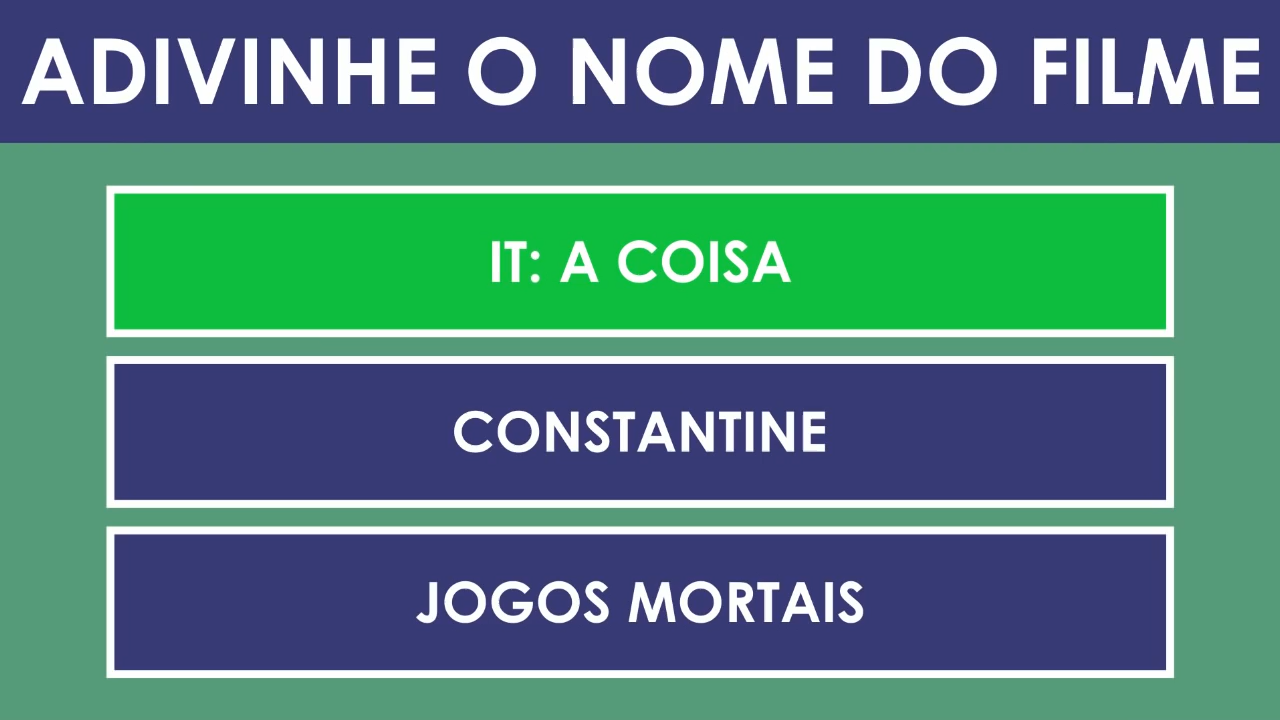 ADIVINHE O NOME DO FILME
IT: A COISA
CONSTANTINE
JOGOS MORTAIS